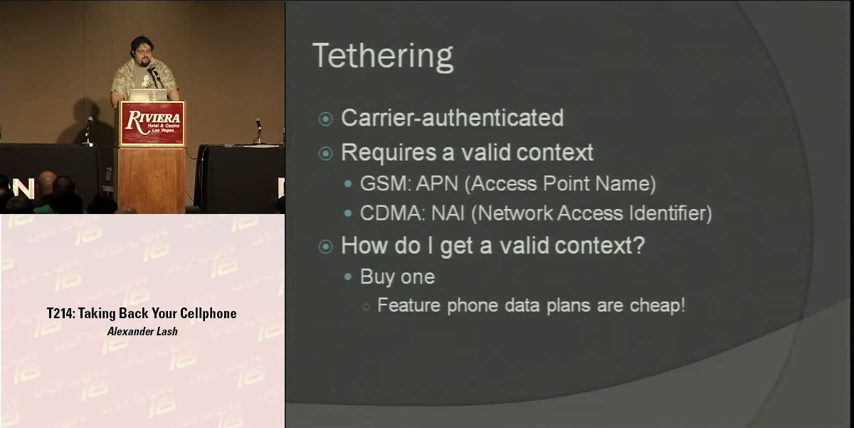 RIVIERA
Hotel & Casino
Las Vegas
N
D
T214: Taking Back Your Cellphone
Alexander Lash
Tethering
Carrier-authenticated
Requires a valid context
GSM: APN (Access Point Name)
CDMA: NAI (Network Access Identifier)
How do I get a valid context?
Buy one
Feature phone data plans are cheap!